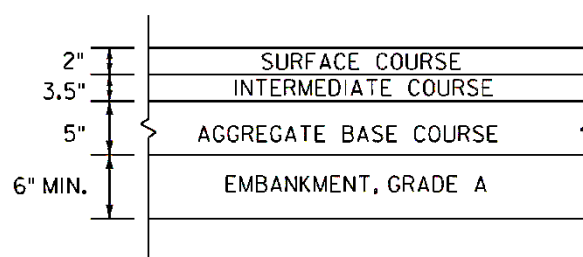 2" SURFACE COURSE
3.5" INTERMEDIATE COURSE
5" AGGREGATE BASE COURSE
6" MIN. EMBANKMENT, GRADE A